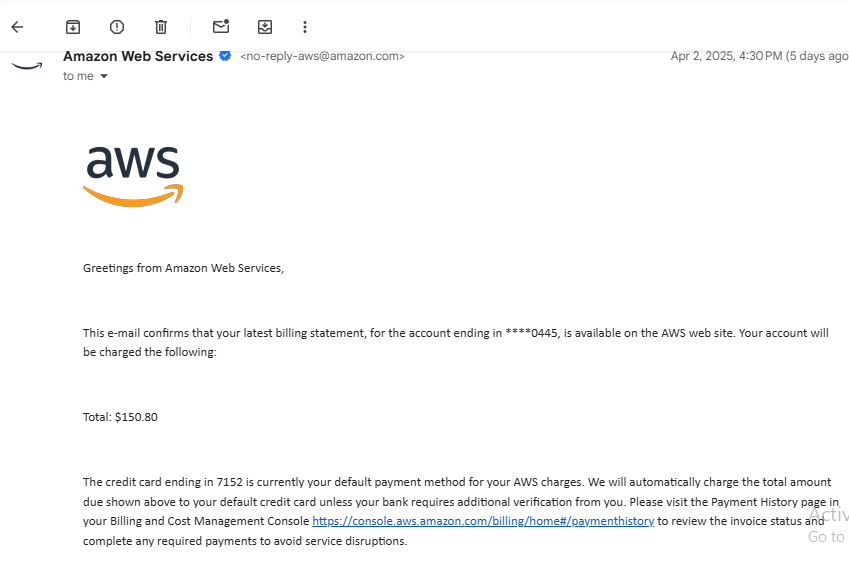 Amazon Web Services <no-reply-aws@amazon.com> Apr 2, 2025, 4:30 PM (5 days ago
to me
aws
Greetings from Amazon Web Services,
This e-mail confirms that your latest billing statement, for the account ending in ****0445, is available on the AWS web site. Your account will
be charged the following:
Total: $150.80
The credit card ending in 7152 is currently your default payment method for your AWS charges. We will automatically charge the total amount
due shown above to your default credit card unless your bank requires additional verification from you. Please visit the Payment History page in
your Billing and Cost Management Console https://console.aws.amazon.com/billing/home#/paymenthistory to review the invoice status and
complete any required payments to avoid service disruptions.
Activ
Go to